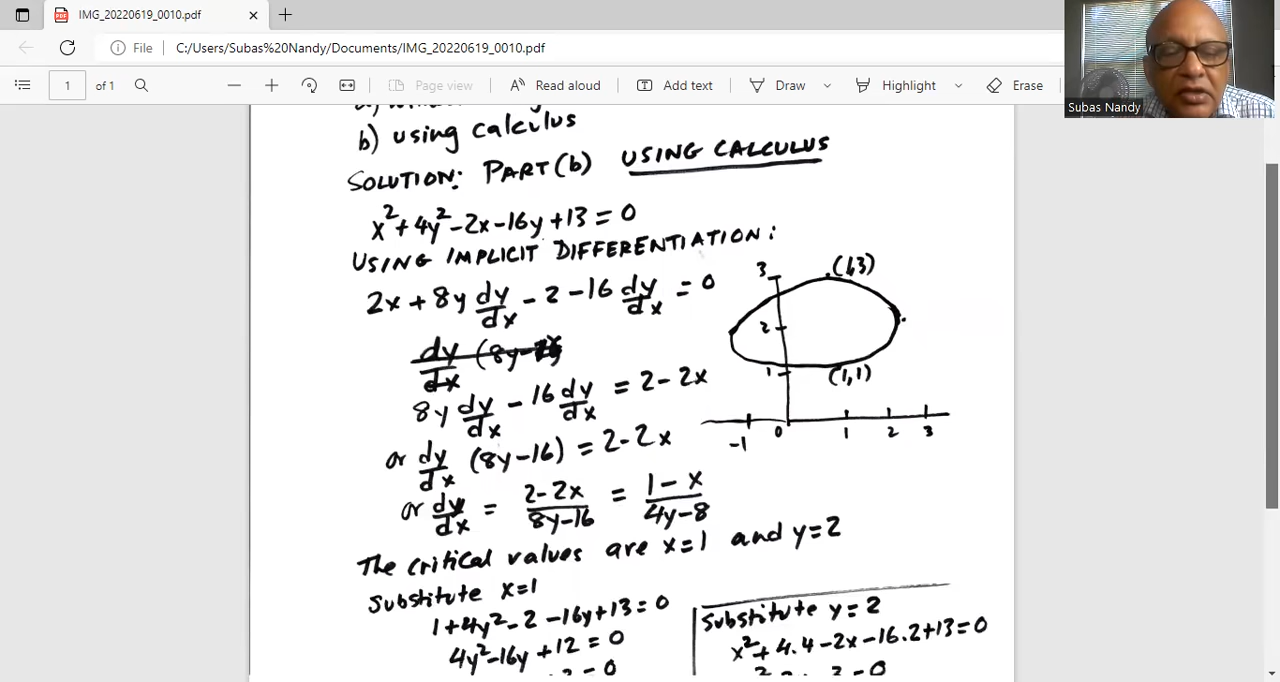 IMG_20220619_0010.pdf
File C:/Users/Subas%20Nandy/Documents/IMG_20220619_0010.pdf
1 of 1 Page view Read aloud Add text Draw Highlight Erase
Subas Nandy
b) using calculus
SOLUTION: PART(b) USING CALCULUS
x²+4y²-2x-16y+13=0
USING IMPLICIT DIFFERENTIATION:
2x+8y dy/dx -2-16 dy/dx =0
dy/dx (8y-16
8y dy/dx - 16 dy/dx = 2-2x
or dy/dx (8y-16) = 2-2x
or dy/dx = 2-2x/8y-16 = 1-x/4y-8
3 (1,3)
2
1 (1,1)
-1 0 1 2 3
The critical values are x=1 and y=2
Substitute x=1
1+4y²-2-16y+13=0
4y²-16y+12=0
Substitute y=2
x²+4.4-2x-16.2+13=0